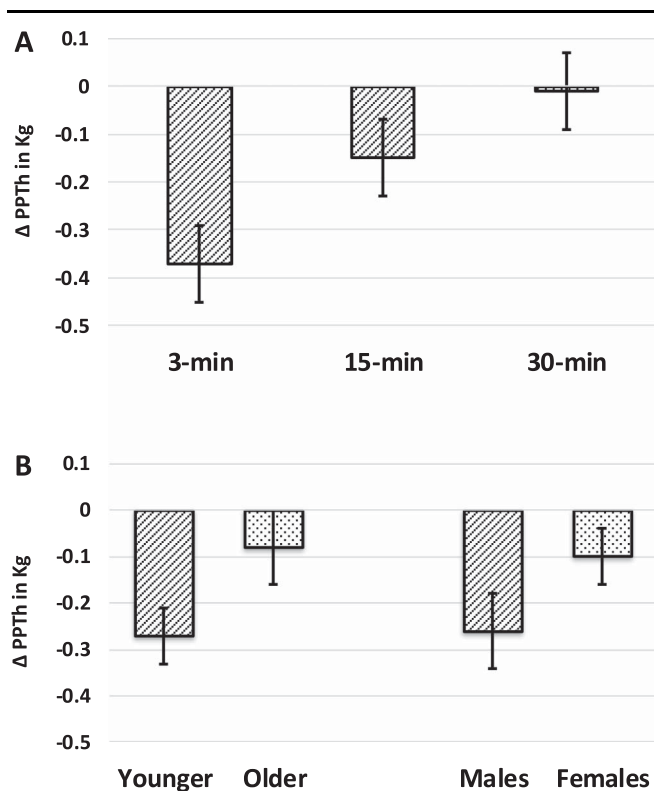 A
Δ PPTh in Kg
0.1
0
-0.1
-0.2
-0.3
-0.4
-0.5
3-min 15-min 30-min
B
Δ PPTh in Kg
0.1
0
-0.1
-0.2
-0.3
-0.4
-0.5
Younger Older Males Females